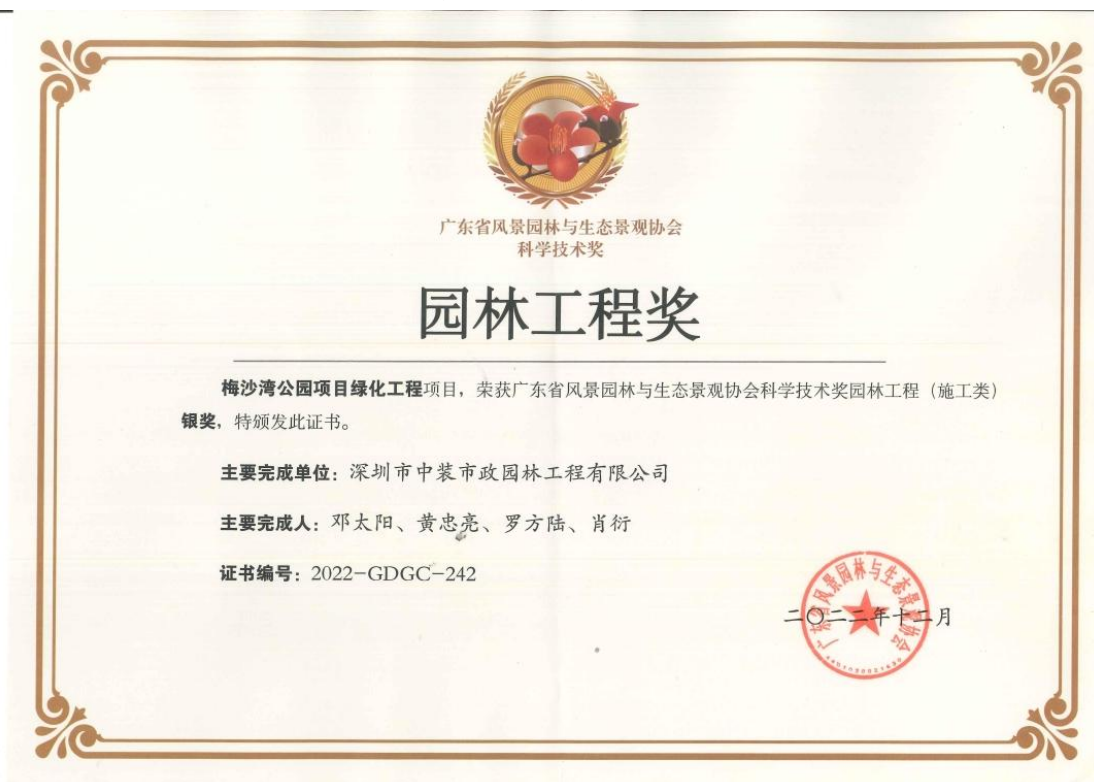 广东省风景园林与生态景观协会
科学技术奖
园林工程奖
梅沙湾公园项目绿化工程项目，荣获广东省风景园林与生态景观协会科学技术奖园林工程（施工类）
银奖，特颁发此证书。
主要完成单位：深圳市中装市政园林工程有限公司
主要完成人：邓太阳、黄忠亮、罗方陆、肖衍
证书编号：2022-GDGC-242
广东省风景园林与生态景观协会
二〇二二年十二月